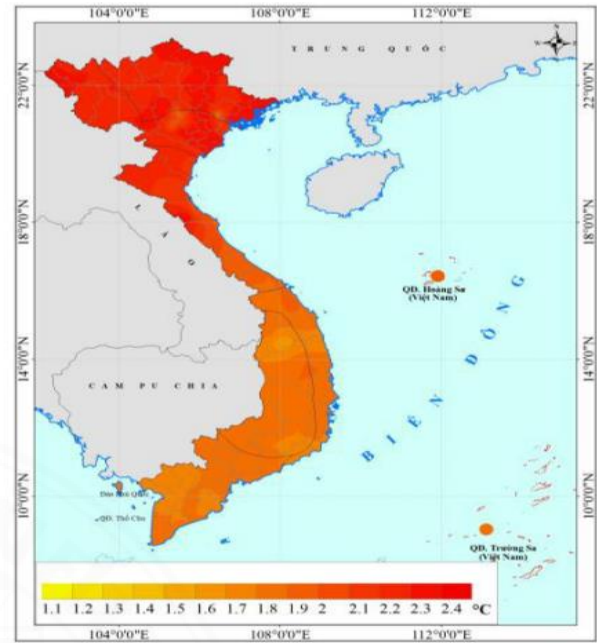 104°0'0"E 108°0'0"E 112°0'0"E
N
W E
S
TRUNG QUỐC
22°0'0"N 22°0'0"N
18°0'0"N 18°0'0"N
LÀO
QĐ. Hoàng Sa
(Việt Nam)
14°0'0"N 14°0'0"N
CAM PU CHIA
BIỂN ĐÔNG
10°0'0"N 10°0'0"N
Đảo Phú Quốc
QĐ. Thổ Chu
QĐ. Trường Sa
(Việt Nam)
1.1 1.2 1.3 1.4 1.5 1.6 1.7 1.8 1.9 2 2.1 2.2 2.3 2.4 °C
104°0'0"E 108°0'0"E 112°0'0"E